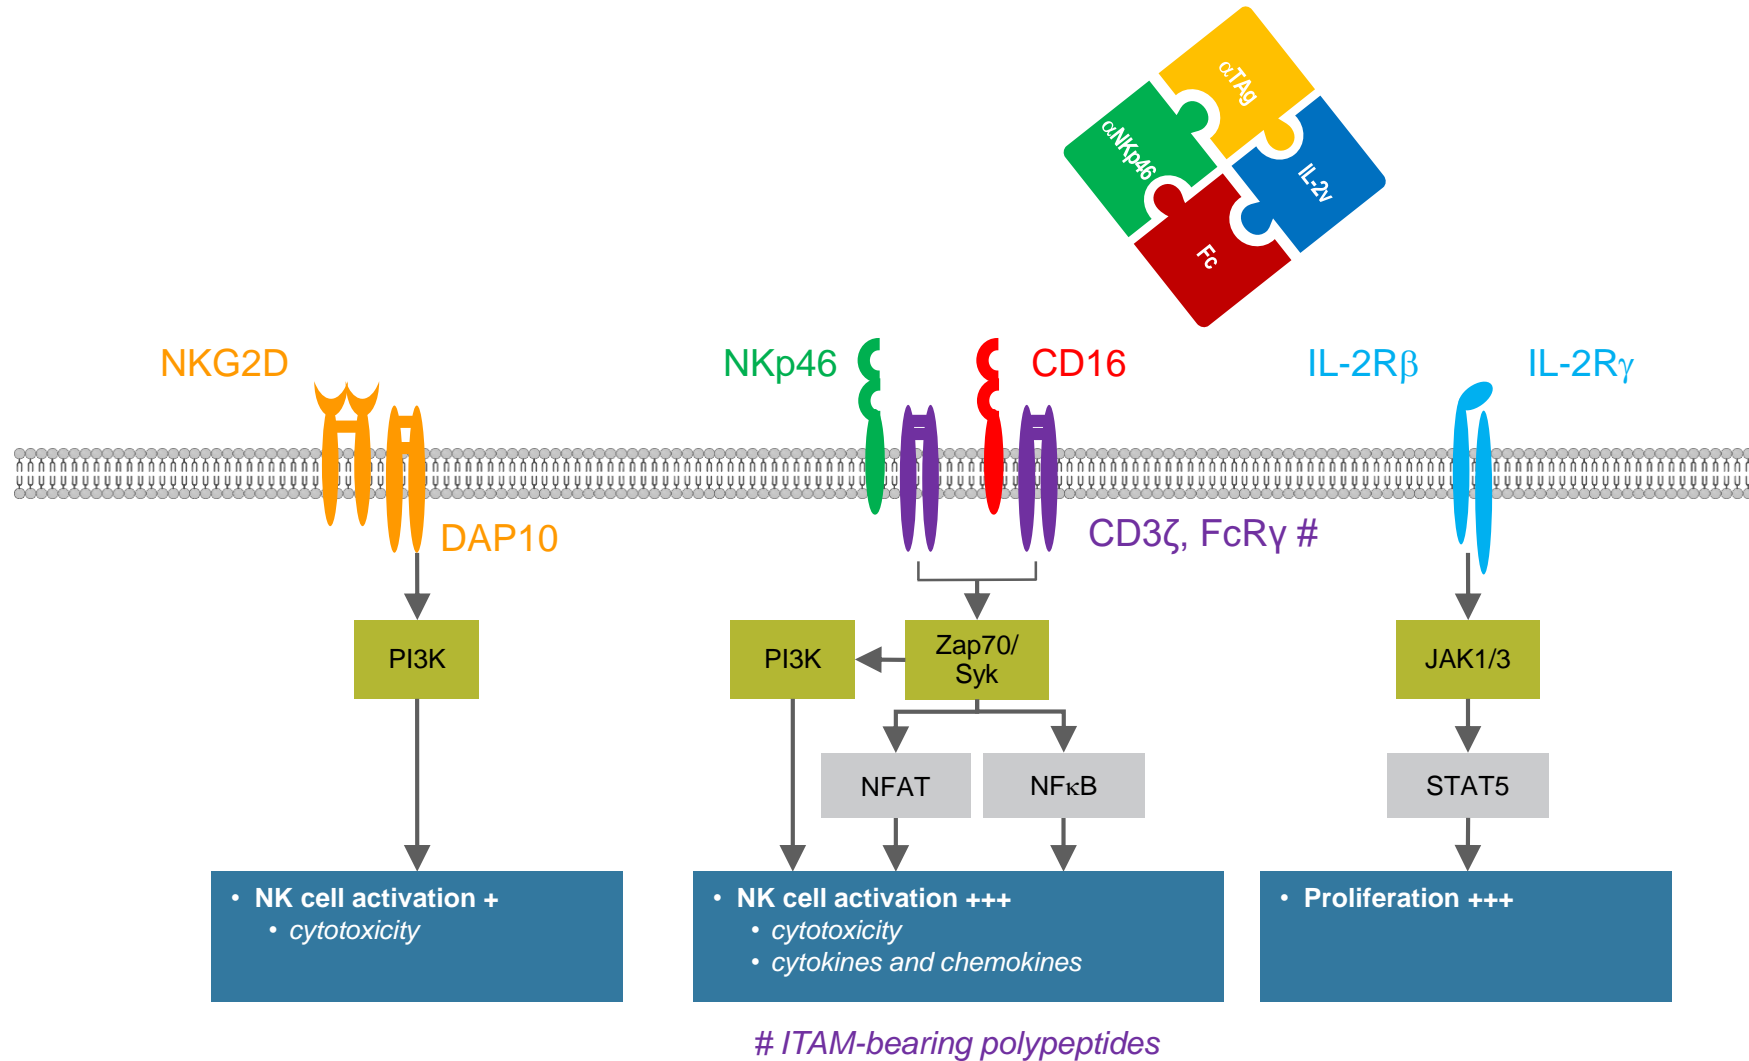 αTAg
αNKp46
IL-2v
Fc
NKG2D
NKp46
CD16
IL-2Rβ
IL-2Rγ
DAP10
CD3ζ, FcRγ #
PI3K
PI3K
Zap70/
Syk
JAK1/3
NFAT
NFκB
STAT5
• NK cell activation +
• cytotoxicity
• NK cell activation +++
• cytotoxicity
• cytokines and chemokines
• Proliferation +++
# ITAM-bearing polypeptides